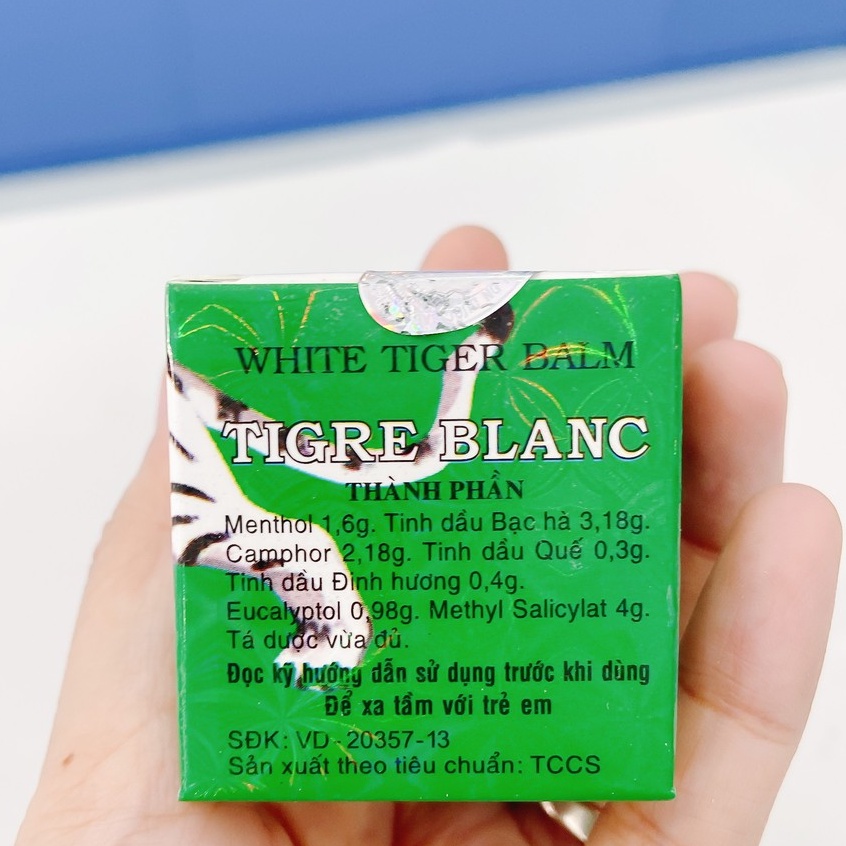 WHITE TIGER BALM
TIGRE BLANC
THÀNH PHẦN
Menthol 1,6g. Tinh dầu Bạc hà 3,18g.
Camphor 2,18g. Tinh dầu Quế 0,3g.
Tinh dầu Đinh hương 0,4g.
Eucalyptol 0,98g. Methyl Salicylat 4g.
Tá dược vừa đủ.
Đọc kỹ hướng dẫn sử dụng trước khi dùng
Để xa tầm với trẻ em
SĐK: VD - 20357-13
Sản xuất theo tiêu chuẩn: TCCS